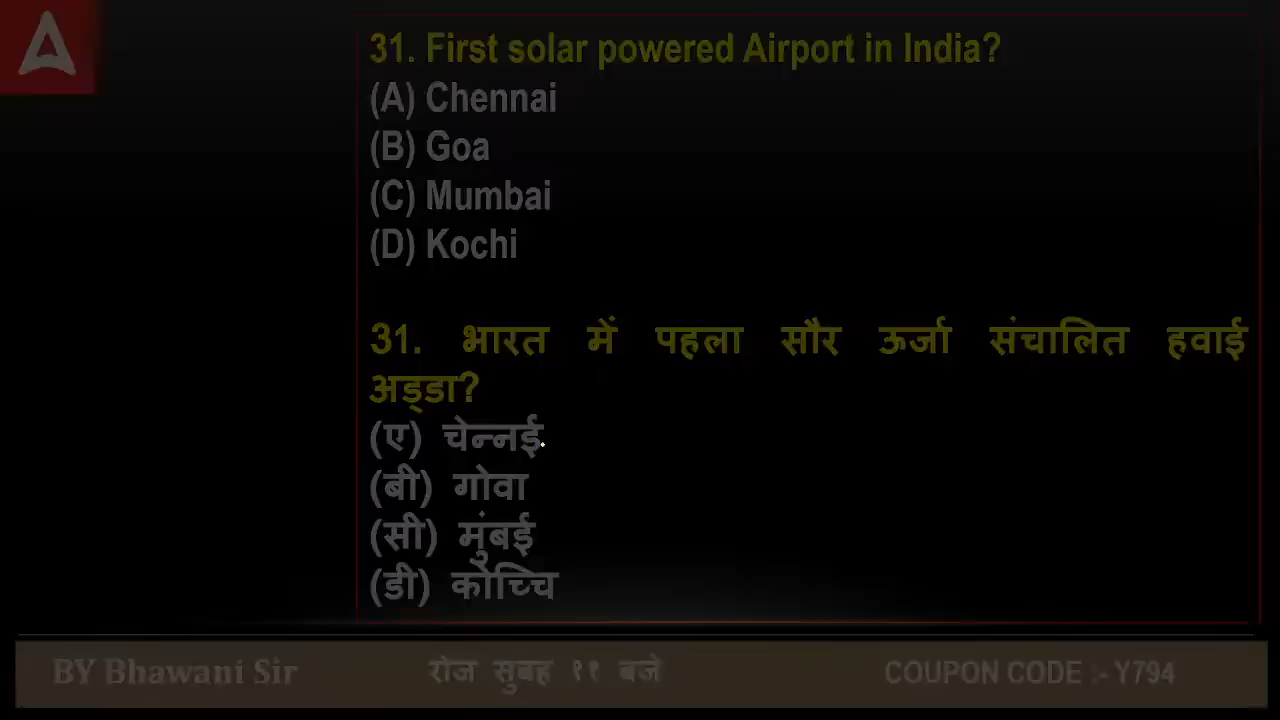 31. First solar powered Airport in India?
(A) Chennai
(B) Goa
(C) Mumbai
(D) Kochi
31. भारत में पहला सौर ऊर्जा संचालित हवाई
अड्डा?
(ए) चेन्नई
(बी) गोवा
(सी) मुंबई
(डी) कोच्चि
BY Bhawani Sir रोज सुबह ११ बजे COUPON CODE :- Y794